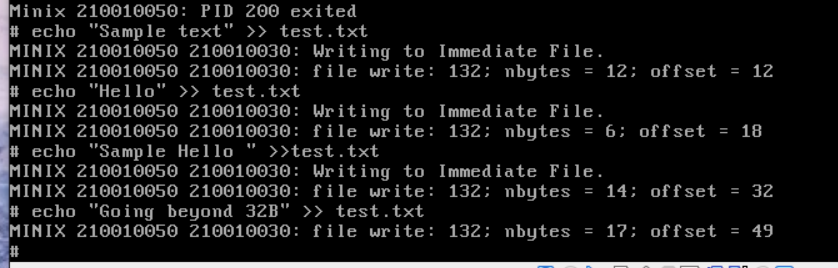 Minix 210010050: PID 200 exited
# echo "Sample text" >> test.txt
MINIX 210010050 210010030: Writing to Immediate File.
MINIX 210010050 210010030: file write: 132; nbytes = 12; offset = 12
# echo "Hello" >> test.txt
MINIX 210010050 210010030: Writing to Immediate File.
MINIX 210010050 210010030: file write: 132; nbytes = 6; offset = 18
# echo "Sample Hello " >>test.txt
MINIX 210010050 210010030: Writing to Immediate File.
MINIX 210010050 210010030: file write: 132; nbytes = 14; offset = 32
# echo "Going beyond 32B" >> test.txt
MINIX 210010050 210010030: file write: 132; nbytes = 17; offset = 49
#